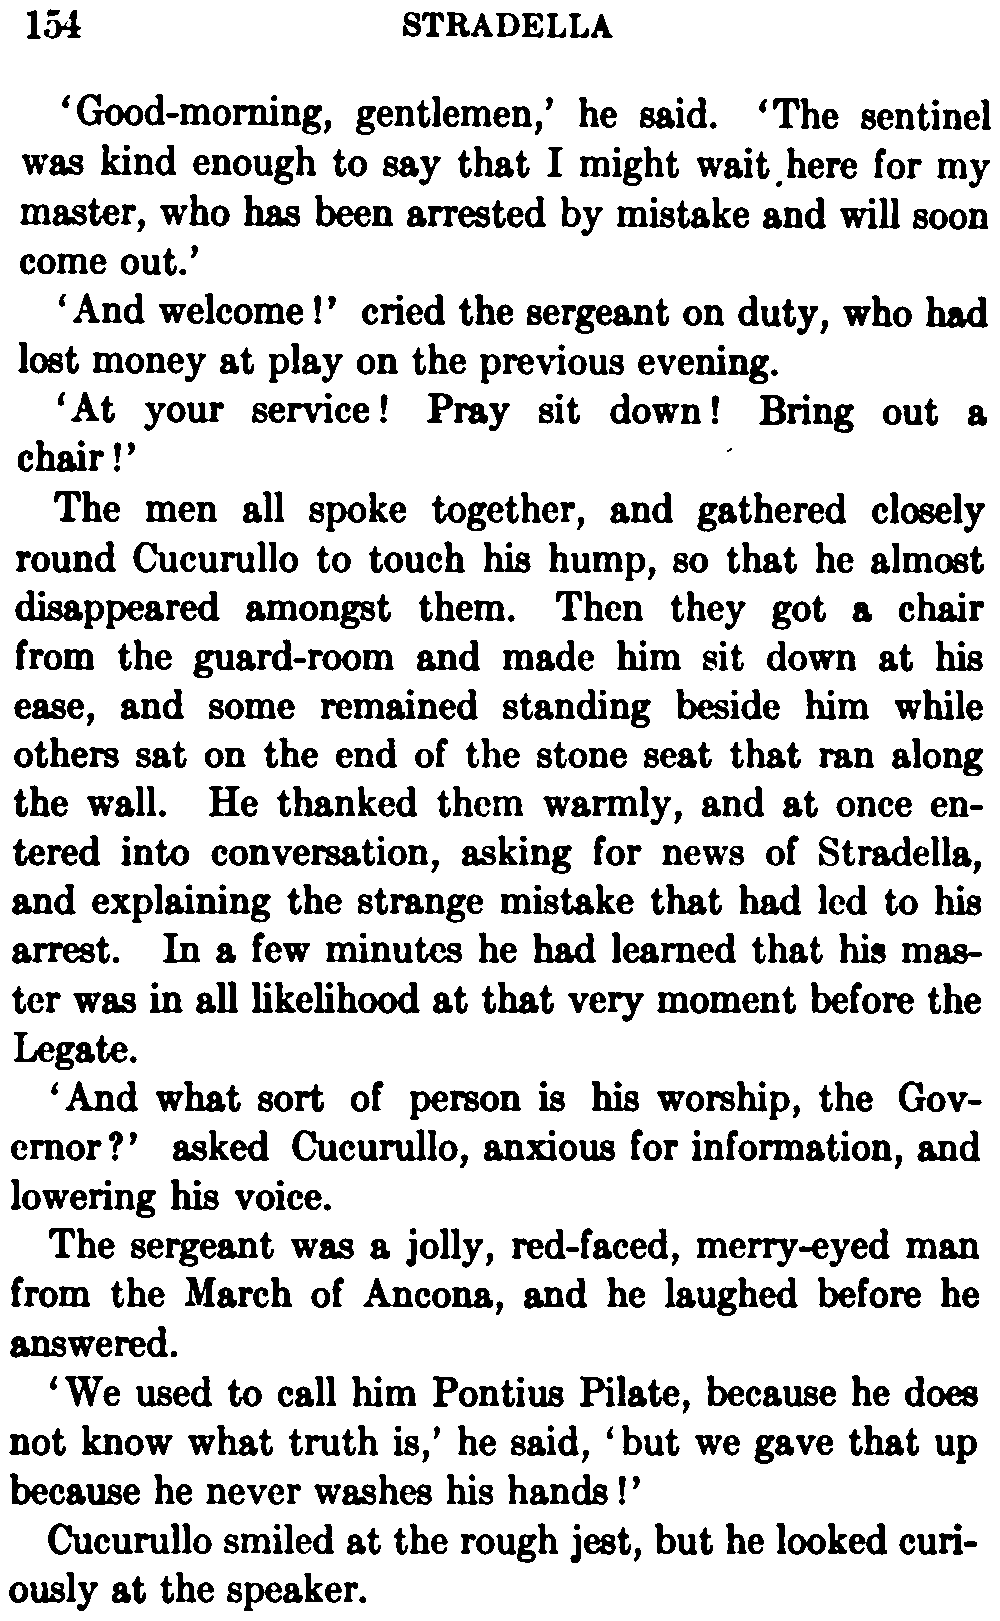 154 STRADELLA
‘Good-morning, gentlemen,’ he said. ‘The sentinel
was kind enough to say that I might wait here for my
master, who has been arrested by mistake and will soon
come out.’
‘And welcome!’ cried the sergeant on duty, who had
lost money at play on the previous evening.
‘At your service! Pray sit down! Bring out a
chair!’
The men all spoke together, and gathered closely
round Cucurullo to touch his hump, so that he almost
disappeared amongst them. Then they got a chair
from the guard-room and made him sit down at his
ease, and some remained standing beside him while
others sat on the end of the stone seat that ran along
the wall. He thanked them warmly, and at once en-
tered into conversation, asking for news of Stradella,
and explaining the strange mistake that had led to his
arrest. In a few minutes he had learned that his mas-
ter was in all likelihood at that very moment before the
Legate.
‘And what sort of person is his worship, the Gov-
ernor?’ asked Cucurullo, anxious for information, and
lowering his voice.
The sergeant was a jolly, red-faced, merry-eyed man
from the March of Ancona, and he laughed before he
answered.
‘We used to call him Pontius Pilate, because he does
not know what truth is,’ he said, ‘but we gave that up
because he never washes his hands!’
Cucurullo smiled at the rough jest, but he looked curi-
ously at the speaker.